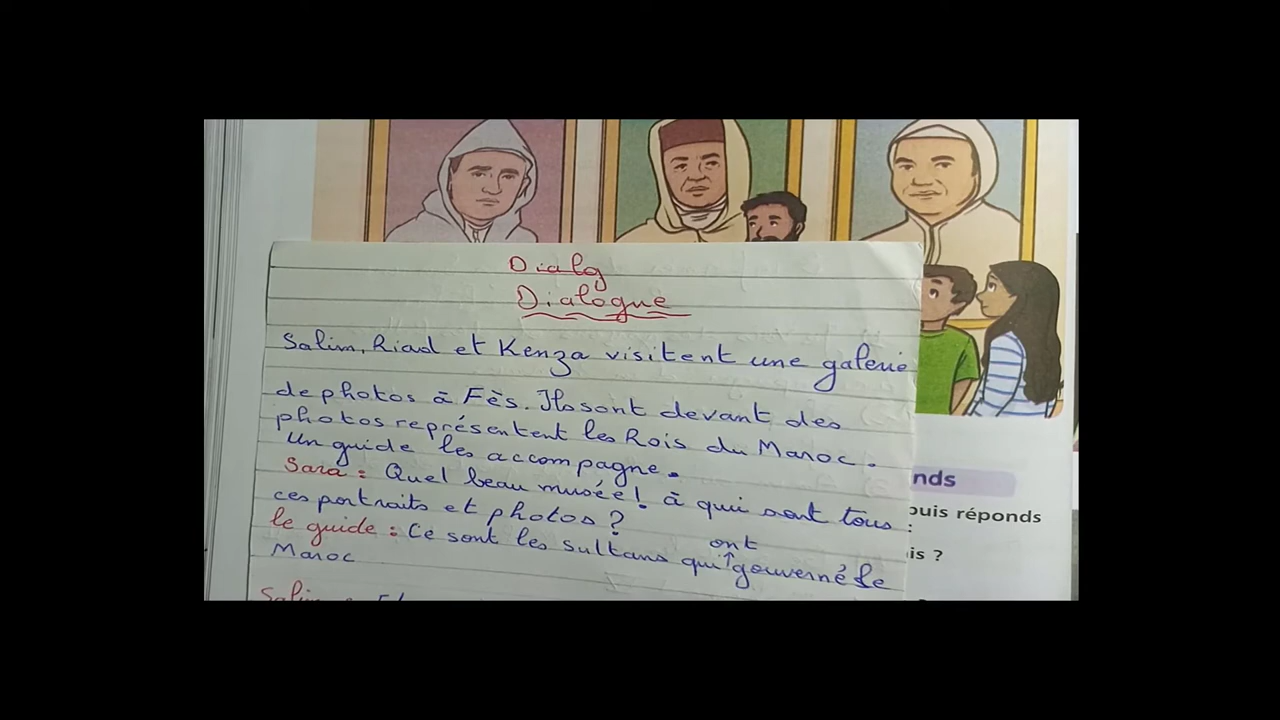 Dialog
Dialogue
Salim, Riad et Kenza visitent une galerie
de photos à Fès. Ils sont devant des
photos représentent les Rois du Maroc.
Un guide les accompagne.
Sara : Quel beau musée! à qui sont tous
ces portraits et photos ?
le guide : Ce sont les sultans qui ont gouverné le
Maroc
Salim :
nds
puis réponds
:
is ?